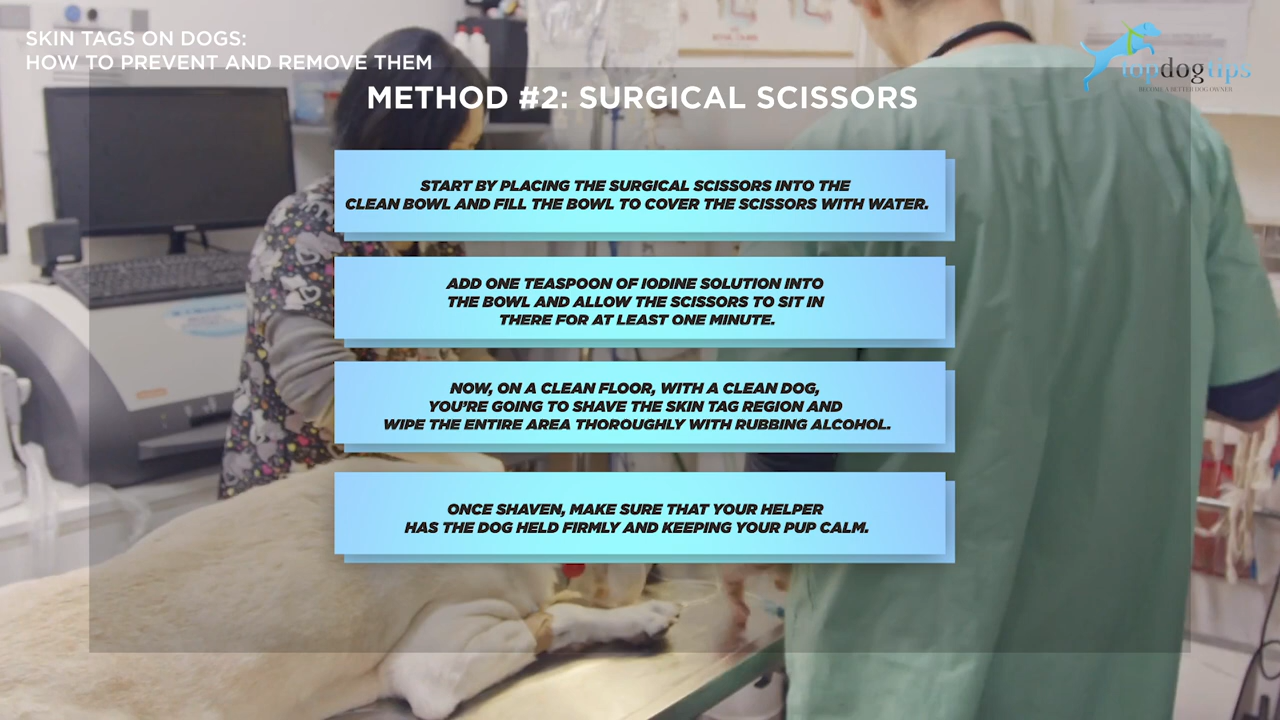 SKIN TAGS ON DOGS:
HOW TO PREVENT AND REMOVE THEM
topdogtips
BECOME A BETTER DOG OWNER
METHOD #2: SURGICAL SCISSORS
START BY PLACING THE SURGICAL SCISSORS INTO THE
CLEAN BOWL AND FILL THE BOWL TO COVER THE SCISSORS WITH WATER.
ADD ONE TEASPOON OF IODINE SOLUTION INTO
THE BOWL AND ALLOW THE SCISSORS TO SIT IN
THERE FOR AT LEAST ONE MINUTE.
NOW, ON A CLEAN FLOOR, WITH A CLEAN DOG,
YOU'RE GOING TO SHAVE THE SKIN TAG REGION AND
WIPE THE ENTIRE AREA THOROUGHLY WITH RUBBING ALCOHOL.
ONCE SHAVEN, MAKE SURE THAT YOUR HELPER
HAS THE DOG HELD FIRMLY AND KEEPING YOUR PUP CALM.